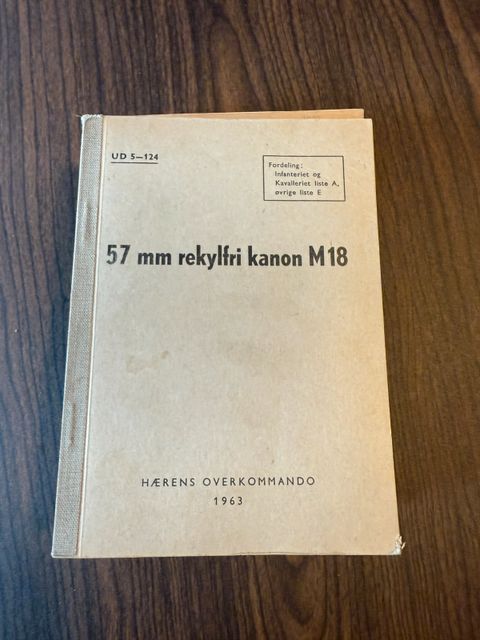 UD 5—124
Fordeling:
Infanteriet og
Kavalleriet liste A,
øvrige liste E
57 mm rekylfri kanon M18
HÆRENS OVERKOMMANDO
1963